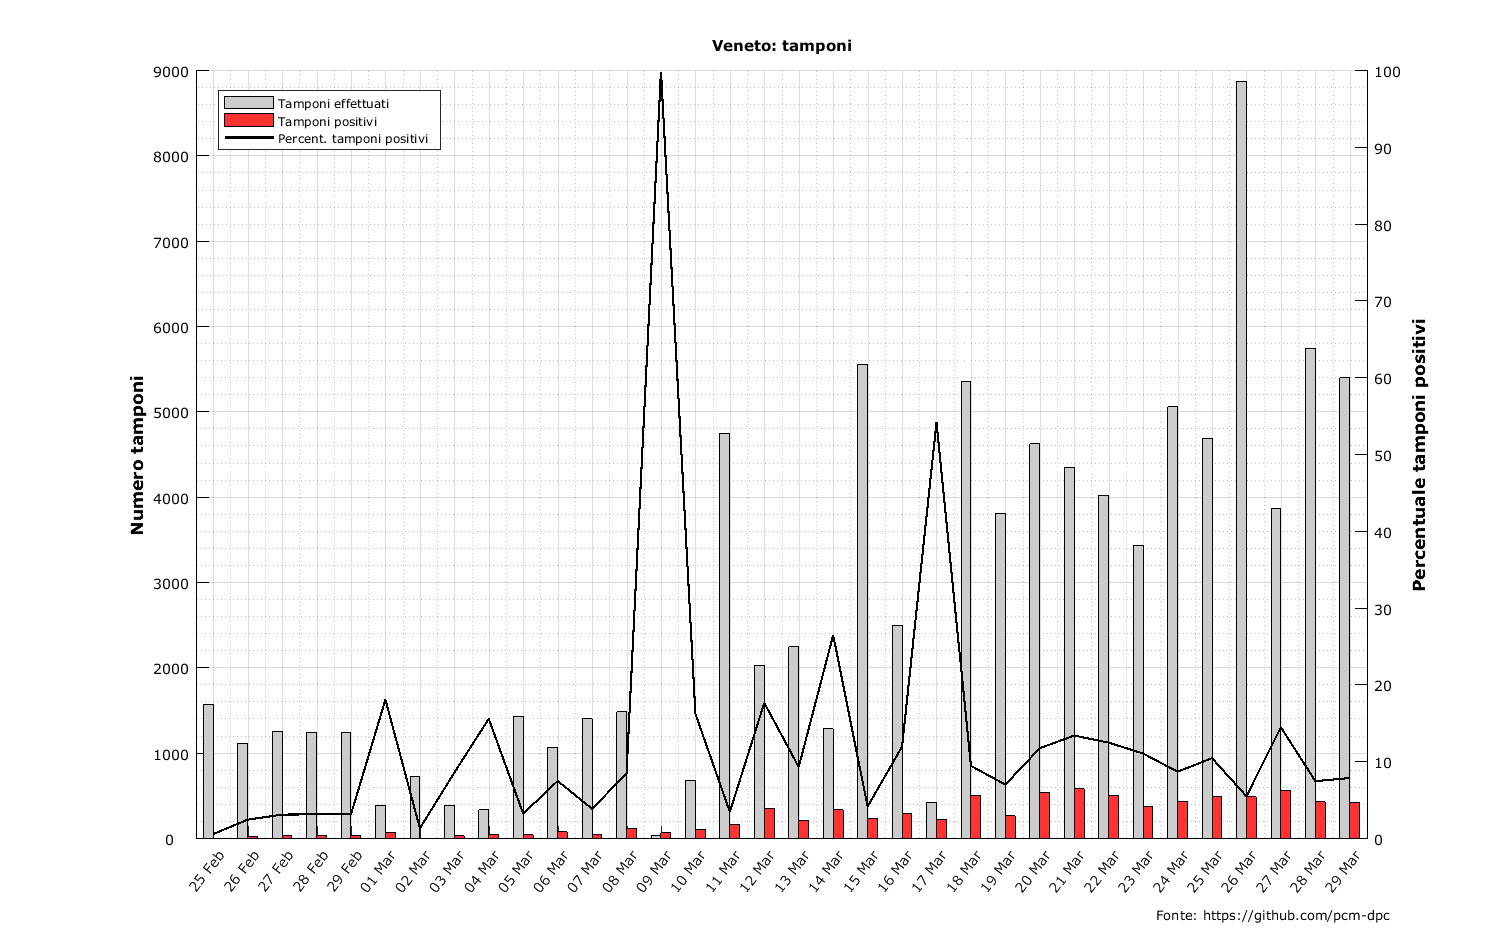 Veneto: tamponi
Tamponi effettuati
Tamponi positivi
Percent. tamponi positivi
Numero tamponi
9000
8000
7000
6000
5000
4000
3000
2000
1000
0
100
90
80
70
60
50
40
30
20
10
0
Percentuale tamponi positivi
25 Feb
26 Feb
27 Feb
28 Feb
29 Feb
01 Mar
02 Mar
03 Mar
04 Mar
05 Mar
06 Mar
07 Mar
08 Mar
09 Mar
10 Mar
11 Mar
12 Mar
13 Mar
14 Mar
15 Mar
16 Mar
17 Mar
18 Mar
19 Mar
20 Mar
21 Mar
22 Mar
23 Mar
24 Mar
25 Mar
26 Mar
27 Mar
28 Mar
29 Mar
Fonte: https://github.com/pcm-dpc